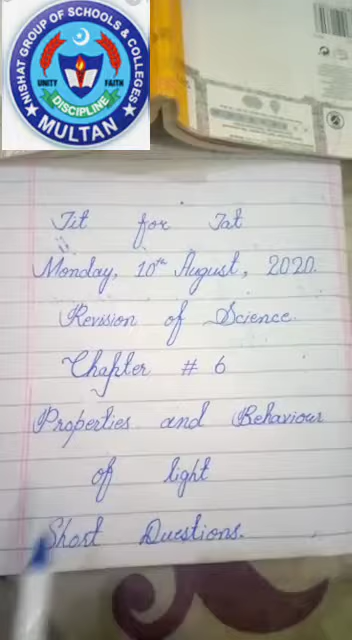 NISHAT GROUP OF SCHOOLS & COLLEGES
UNITY FAITH
DISCIPLINE
MULTAN
Tit for Tat
Monday, 10th August, 2020.
Revision of Science.
Chapter # 6
Properties and Behaviour
of light
Short Questions.